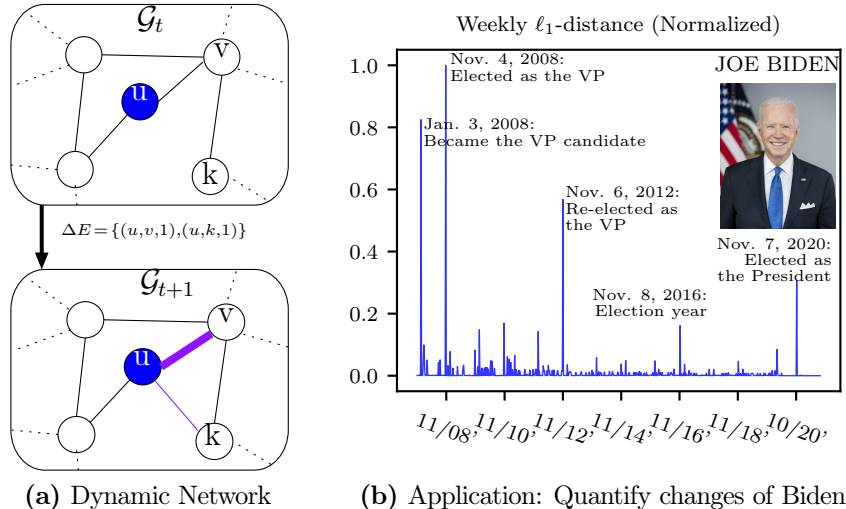 𝒢t
v
u
k
ΔE={(u,v,1),(u,k,1)}
𝒢t+1
v
u
k
(a) Dynamic Network
Weekly ℓ1-distance (Normalized)
1.0
0.8
0.6
0.4
0.2
0.0
Nov. 4, 2008:
Elected as the VP
Jan. 3, 2008:
Became the VP candidate
Nov. 6, 2012:
Re-elected as
the VP
Nov. 8, 2016:
Election year
JOE BIDEN
Nov. 7, 2020:
Elected as
the President
11/08,
11/10,
11/12,
11/14,
11/16,
11/18,
10/20,
(b) Application: Quantify changes of Biden